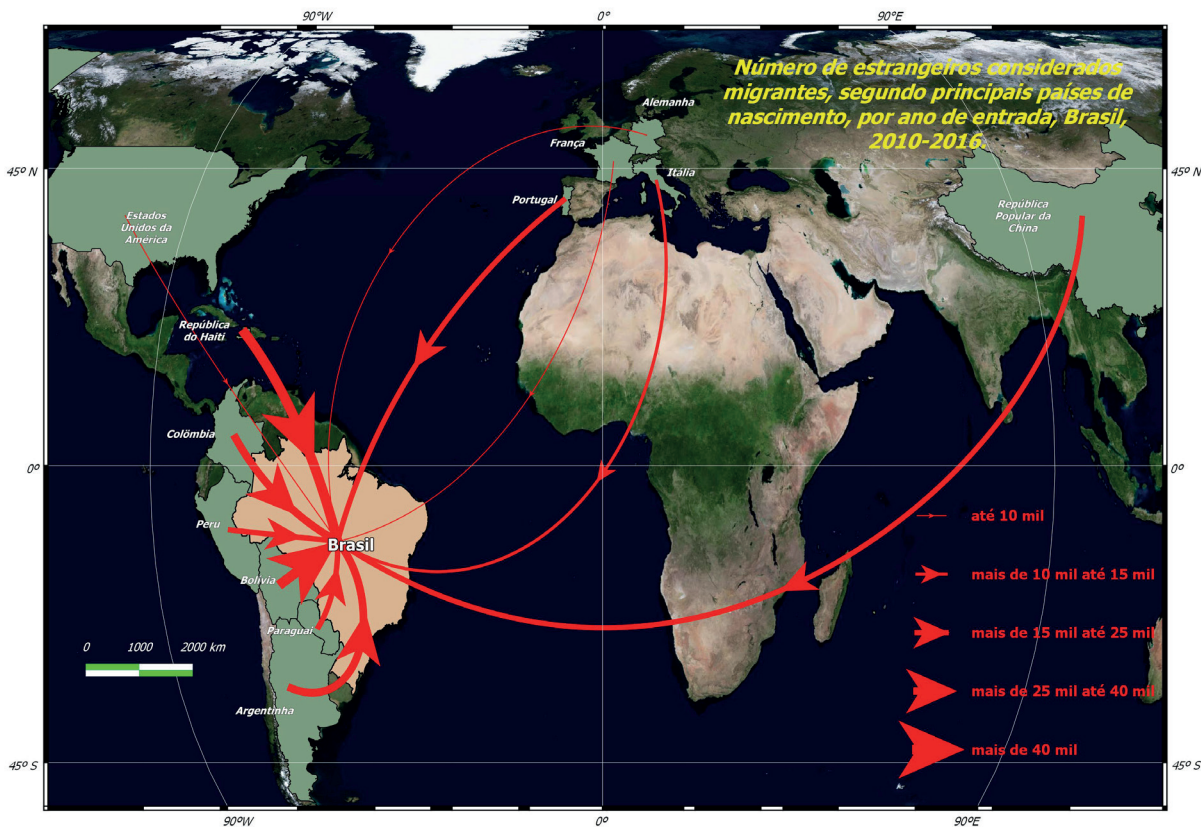 90ºW
0º
90ºE
Número de estrangeiros considerados
migrantes, segundo principais países de
nascimento, por ano de entrada, Brasil,
2010-2016.
Alemanha
França
45º N
45º N
Itália
Portugal
República
Popular da
China
Estados
Unidos da
America
República
do Haiti
Colömbia
0º
0º
Peru
até 10 mil
Brasil
mais de 10 mil até 15 mil
Bolívia
Paraguai
mais de 15 mil até 25 mil
0 1000 2000 km
mais de 25 mil até 40 mil
Argentinha
mais de 40 mil
45º S
45º S
90ºW
0º
90ºE